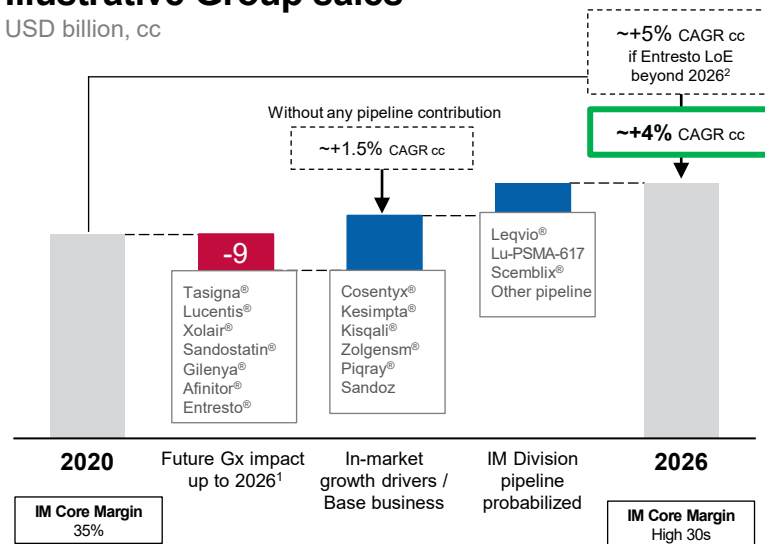 USD billion, cc
~+5% CAGR cc
if Entresto LoE
beyond 2026²
Without any pipeline contribution
~+1.5% CAGR cc
~+4% CAGR cc
-9
Tasigna®
Lucentis®
Xolair®
Sandostatin®
Gilenya®
Afinitor®
Entresto®
Cosentyx®
Kesimpta®
Kisqali®
Zolgensm®
Piqray®
Sandoz
Leqvio®
Lu-PSMA-617
Scemblix®
Other pipeline
2020
Future Gx impact
up to 2026¹
In-market
growth drivers /
Base business
IM Division
pipeline
probabilized
2026
IM Core Margin
35%
IM Core Margin
High 30s